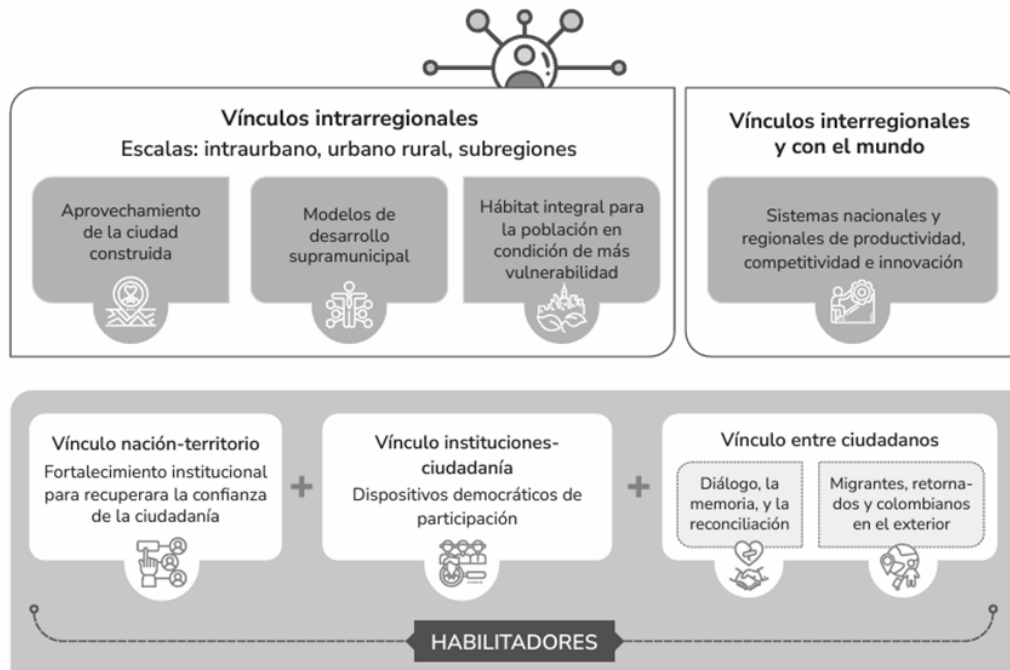 Vínculos intrarregionales
Escalas: intraurbano, urbano rural, subregiones
Aprovechamiento
de la ciudad
construida
Modelos de
desarrollo
supramunicipal
Hábitat integral para
la población en
condición de más
vulnerabilidad
Vínculos interregionales
y con el mundo
Sistemas nacionales y
regionales de productividad,
competitividad e innovación
Vínculo nación-territorio
Fortalecimiento institucional
para recuperara la confianza
de la ciudadanía
+
Vínculo instituciones-
ciudadanía
Dispositivos democráticos de
participación
+
Vínculo entre ciudadanos
Diálogo, la
memoria, y la
reconciliación
Migrantes, retorna-
dos y colombianos
en el exterior
HABILITADORES